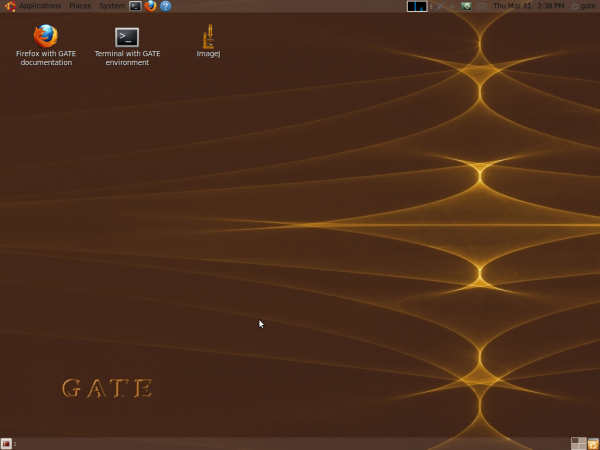 Applications Places System
Thu Mar 11, 2:38 PM gate
Firefox with GATE
documentation
Terminal with GATE
environment
ImageJ
GATE